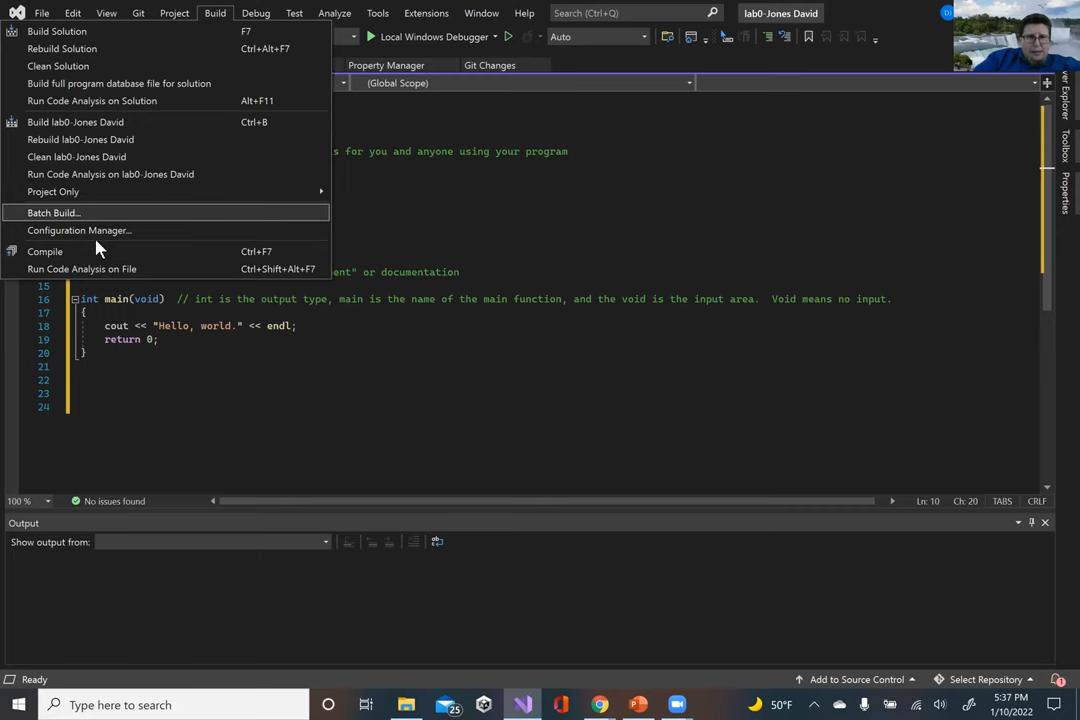 File Edit View Git Project Build Debug Test Analyze Tools Extensions Window Help Search (Ctrl+Q) lab0-Jones David DJ
Build Solution F7
Local Windows Debugger Auto
Rebuild Solution Ctrl+Alt+F7
Clean Solution
Property Manager Git Changes
Build full program database file for solution
(Global Scope)
Run Code Analysis on Solution Alt+F11
Build lab0-Jones David Ctrl+B
Rebuild lab0-Jones David
s for you and anyone using your program
Clean lab0-Jones David
Run Code Analysis on lab0-Jones David
Project Only
Batch Build...
Configuration Manager...
Compile Ctrl+F7
Run Code Analysis on File Ctrl+Shift+Alt+F7
ent" or documentation
Server Explorer
Toolbox
Properties
15
16 int main(void) // int is the output type, main is the name of the main function, and the void is the input area. Void means no input.
17 {
18 cout << "Hello, world." << endl;
19 return 0;
20 }
21
22
23
24
100 % No issues found Ln: 10 Ch: 20 TABS CRLF
Output
Show output from:
Ready Add to Source Control Select Repository 1
Type here to search 25 50°F 5:37 PM
1/10/2022